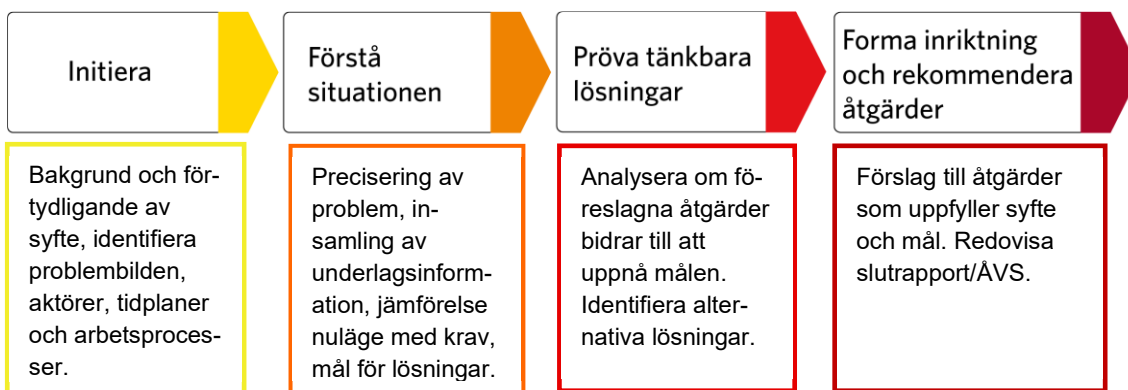 Initiera
Förstå
situationen
Pröva tänkbara
lösningar
Forma inriktning
och rekommendera
åtgärder
Bakgrund och för-
tydligande av
syfte, identifiera
problembilden,
aktörer, tidplaner
och arbetsproces-
ser.
Precisering av
problem, in-
samling av
underlagsinform-
ation, jämförelse
nuläge med krav,
mål för lösningar.
Analysera om fö-
reslagna åtgärder
bidrar till att
uppnå målen.
Identifiera alter-
nativa lösningar.
Förslag till åtgärder
som uppfyller syfte
och mål. Redovisa
slutrapport/ÅVS.